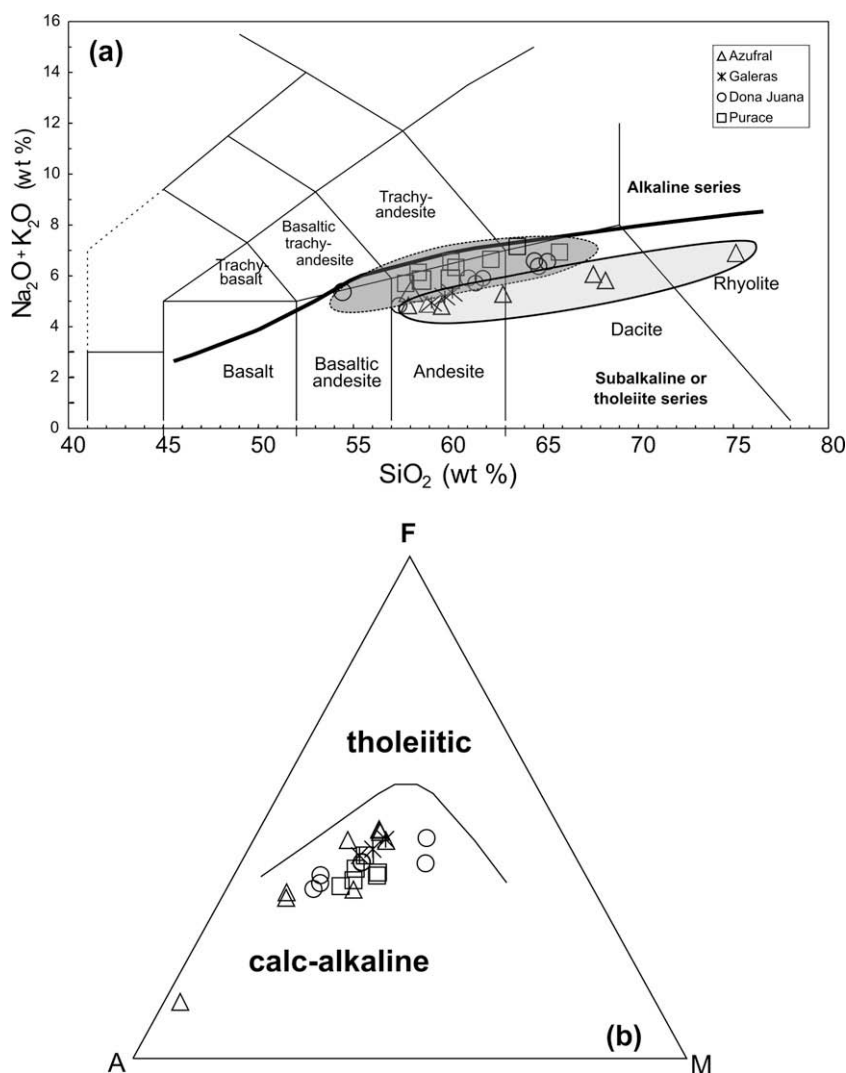 (a)
Na₂O+K₂O (wt %)
16
14
12
10
8
6
4
2
0
Azufral
Galeras
Dona Juana
Purace
Alkaline series
Trachy-
andesite
Basaltic
trachy-
andesite
Trachy-
basalt
Rhyolite
Dacite
Basalt
Basaltic
andesite
Andesite
Subalkaline or
tholeiite series
40 45 50 55 60 65 70 75 80
SiO₂ (wt %)
F
tholeiitic
calc-alkaline
(b)
A M